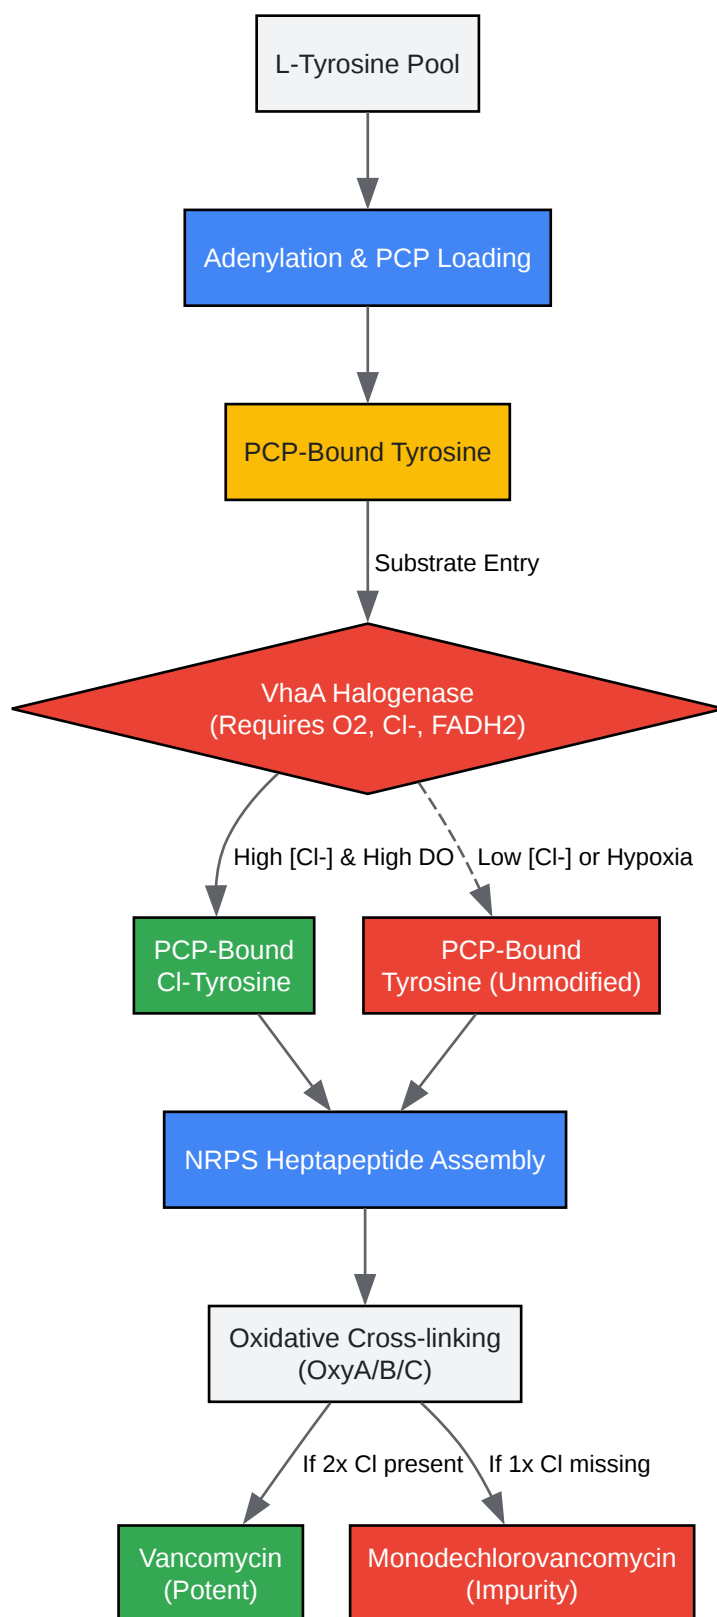 L-Tyrosine Pool
Adenylation & PCP Loading
PCP-Bound Tyrosine
Substrate Entry
VhaA Halogenase
(Requires O2, Cl-, FADH2)
High [Cl-] & High DO
Low [Cl-] or Hypoxia
PCP-Bound
Cl-Tyrosine
PCP-Bound
Tyrosine (Unmodified)
NRPS Heptapeptide Assembly
Oxidative Cross-linking
(OxyA/B/C)
If 2x Cl present
If 1x Cl missing
Vancomycin
(Potent)
Monodechlorovancomycin
(Impurity)